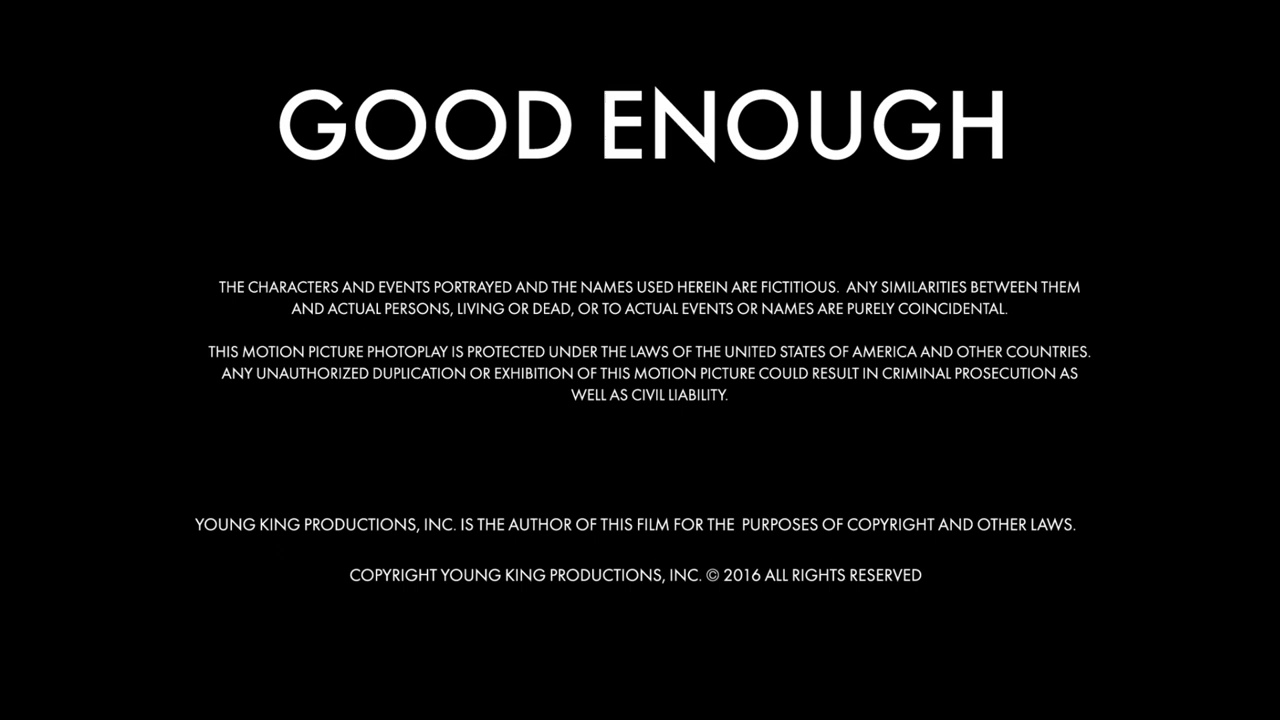 GOOD ENOUGH
THE CHARACTERS AND EVENTS PORTRAYED AND THE NAMES USED HEREIN ARE FICTITIOUS.  ANY SIMILARITIES BETWEEN THEM
AND ACTUAL PERSONS, LIVING OR DEAD, OR TO ACTUAL EVENTS OR NAMES ARE PURELY COINCIDENTAL.
THIS MOTION PICTURE PHOTOPLAY IS PROTECTED UNDER THE LAWS OF THE UNITED STATES OF AMERICA AND OTHER COUNTRIES.
ANY UNAUTHORIZED DUPLICATION OR EXHIBITION OF THIS MOTION PICTURE COULD RESULT IN CRIMINAL PROSECUTION AS
WELL AS CIVIL LIABILITY.
YOUNG KING PRODUCTIONS, INC. IS THE AUTHOR OF THIS FILM FOR THE  PURPOSES OF COPYRIGHT AND OTHER LAWS.
COPYRIGHT YOUNG KING PRODUCTIONS, INC. © 2016 ALL RIGHTS RESERVED